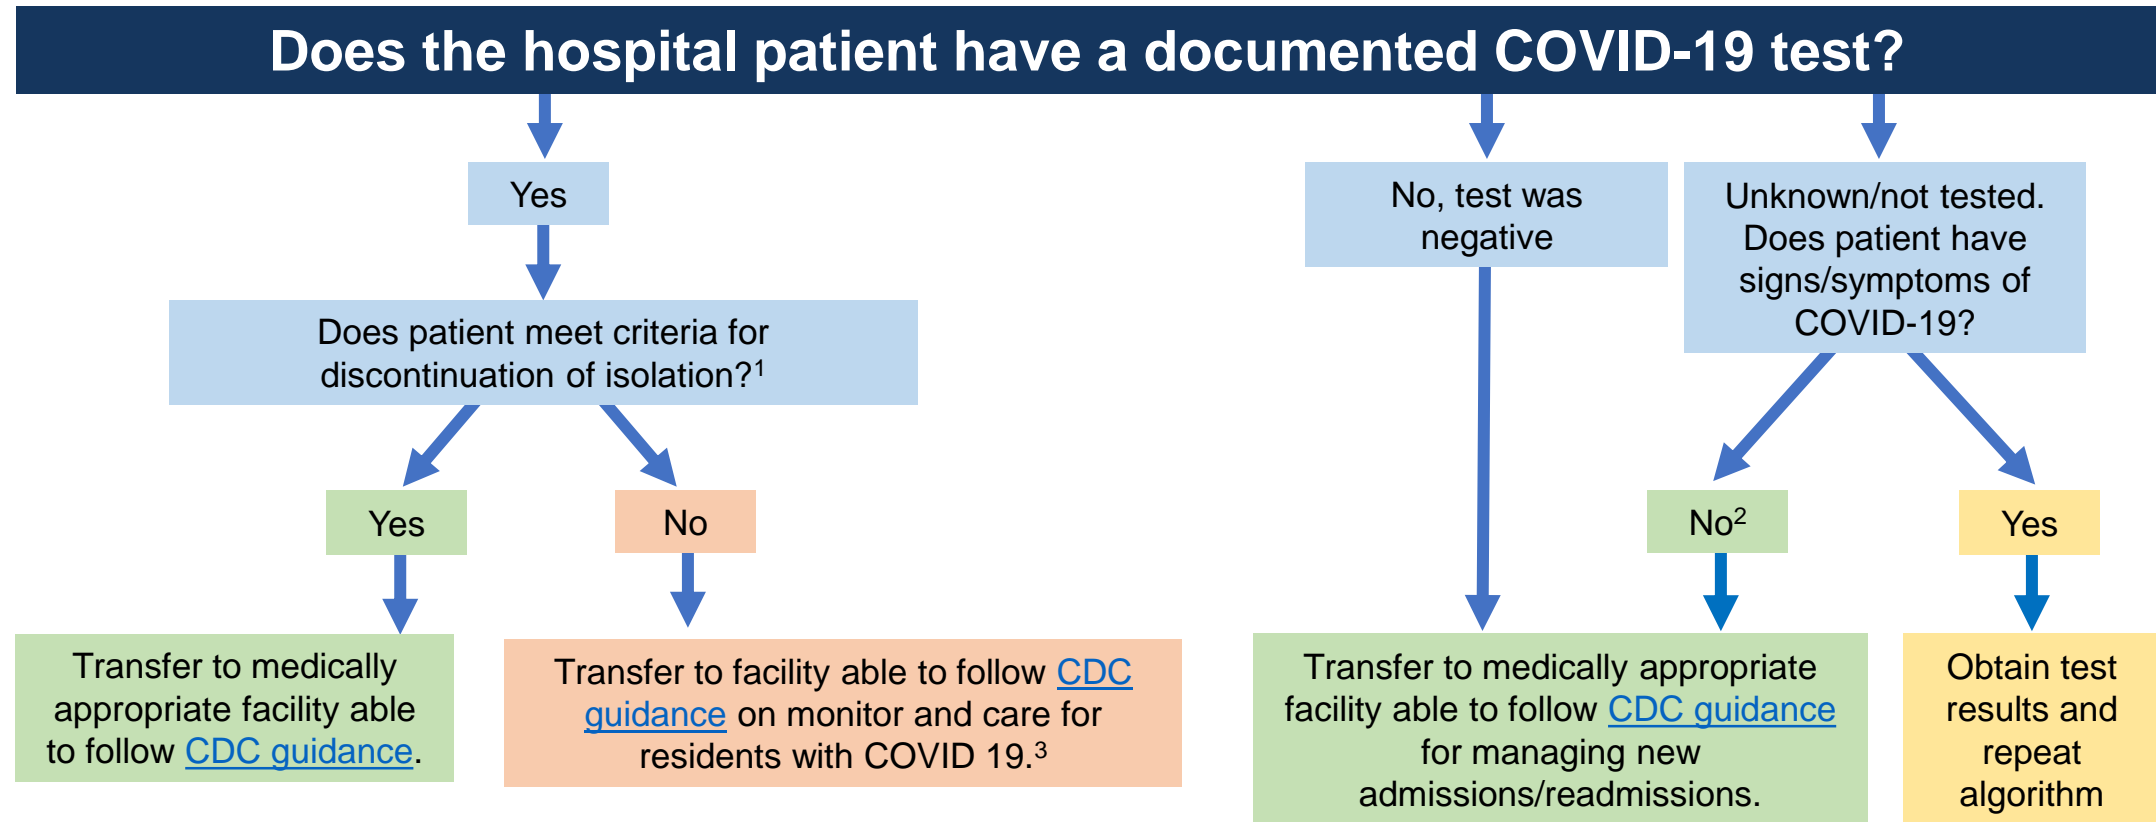 Does the hospital patient have a documented COVID-19 test?
Yes
Does patient meet criteria for
discontinuation of isolation?¹
Yes
Transfer to medically
appropriate facility able
to follow CDC guidance.
No
Transfer to facility able to follow CDC
guidance on monitor and care for
residents with COVID 19.³
No, test was
negative
Unknown/not tested.
Does patient have
signs/symptoms of
COVID-19?
No²
Transfer to medically appropriate
facility able to follow CDC guidance
for managing new
admissions/readmissions.
Yes
Obtain test
results and
repeat
algorithm